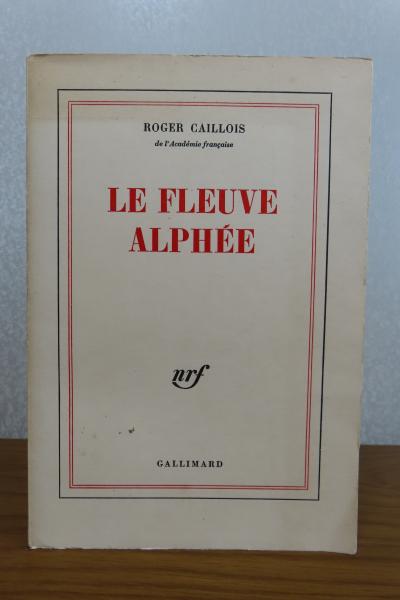 ROGER CAILLOIS
de l'Académie française
LE FLEUVE
ALPHÉE
nrf
GALLIMARD